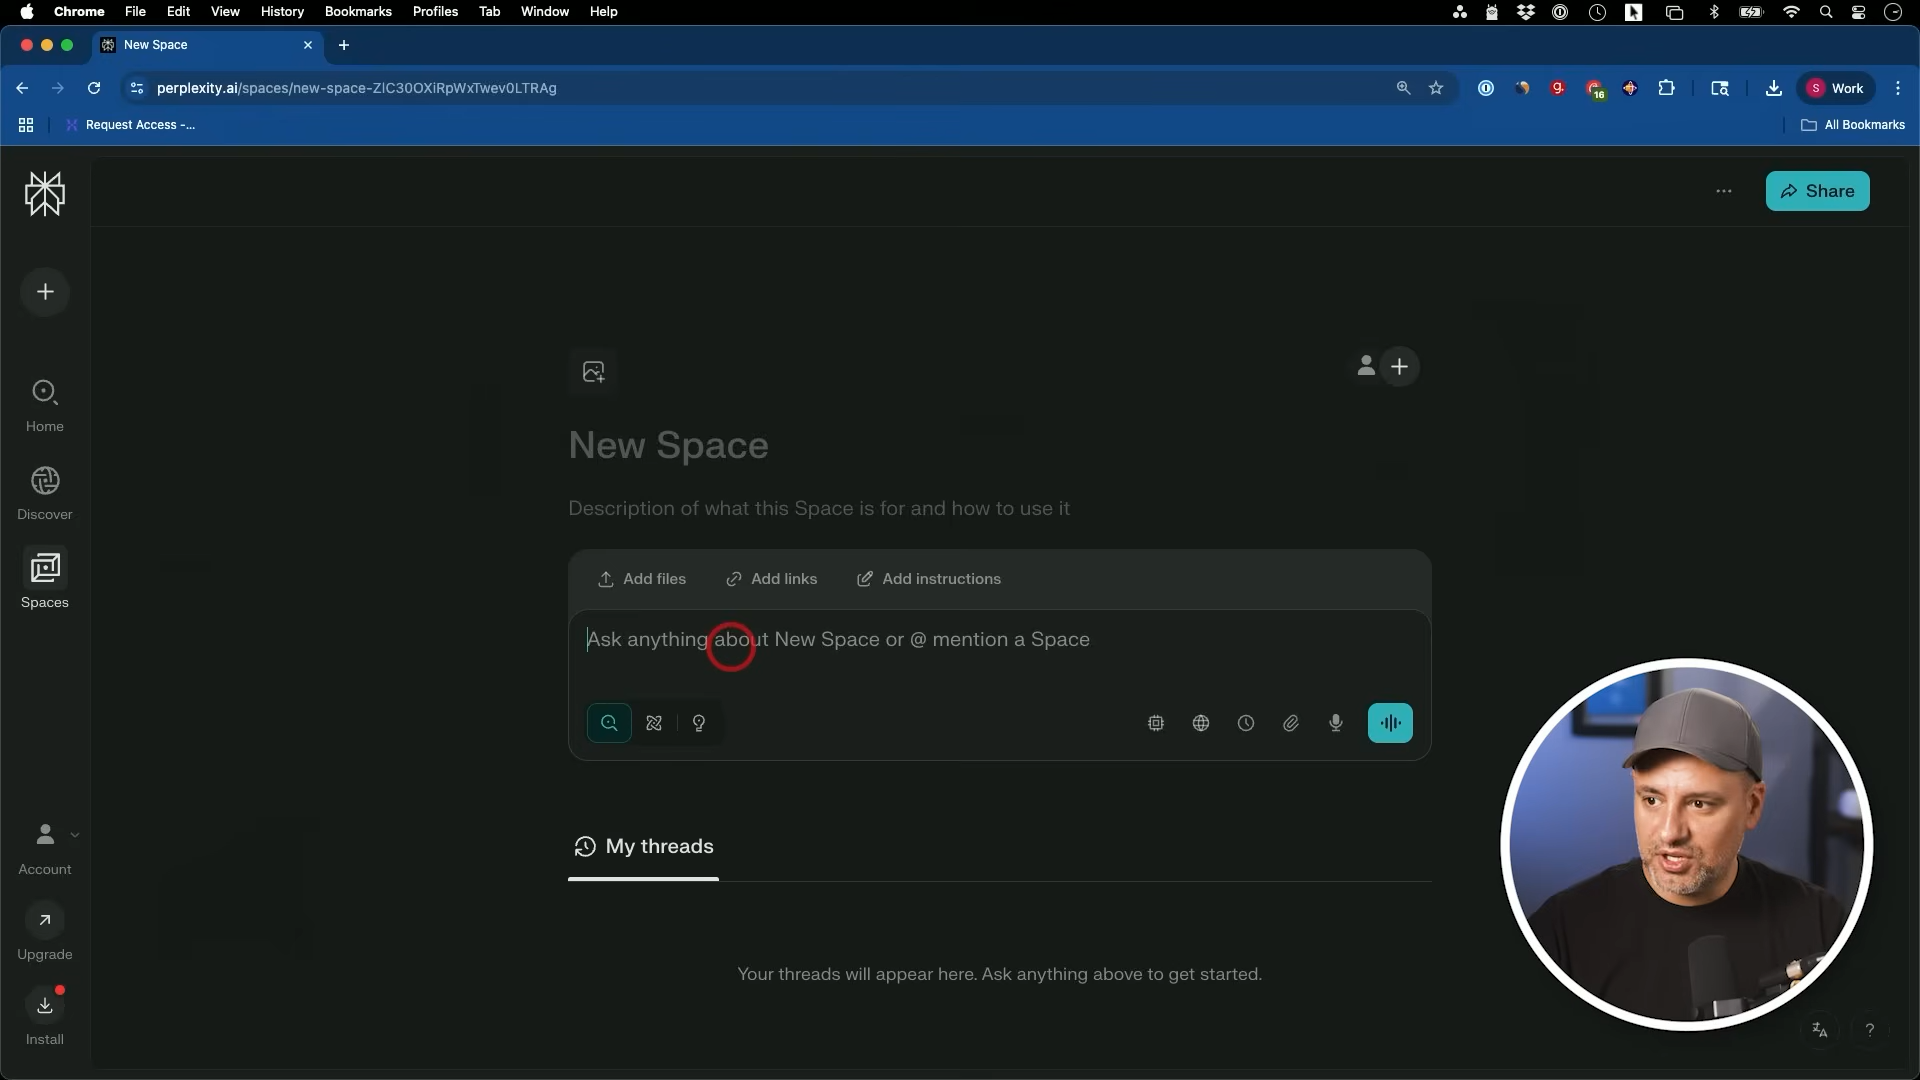 Chrome File Edit View History Bookmarks Profiles Tab Window Help
New Space
perplexity.ai/spaces/new-space-ZlC30OXiRpWxTwev0LTRAg
g.
16
S Work
Request Access -...
All Bookmarks
Share
Home
Discover
Spaces
New Space
Description of what this Space is for and how to use it
Add files Add links Add instructions
Ask anything about New Space or @ mention a Space
My threads
Your threads will appear here. Ask anything above to get started.
Account
Upgrade
Install
?